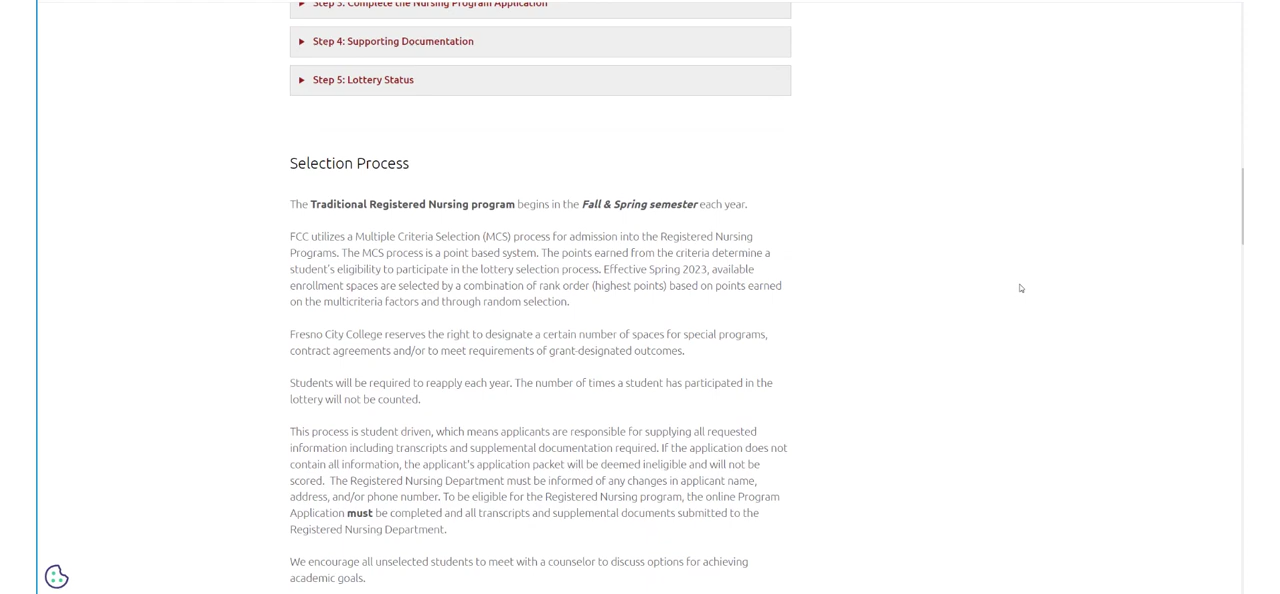 Step 3: Complete the Nursing Program Application
Step 4: Supporting Documentation
Step 5: Lottery Status
Selection Process
The Traditional Registered Nursing program begins in the Fall & Spring semester each year.
FCC utilizes a Multiple Criteria Selection (MCS) process for admission into the Registered Nursing
Programs. The MCS process is a point based system. The points earned from the criteria determine a
student's eligibility to participate in the lottery selection process. Effective Spring 2023, available
enrollment spaces are selected by a combination of rank order (highest points) based on points earned
on the multicriteria factors and through random selection.
Fresno City College reserves the right to designate a certain number of spaces for special programs,
contract agreements and/or to meet requirements of grant-designated outcomes.
Students will be required to reapply each year. The number of times a student has participated in the
lottery will not be counted.
This process is student driven, which means applicants are responsible for supplying all requested
information including transcripts and supplemental documentation required. If the application does not
contain all information, the applicant's application packet will be deemed ineligible and will not be
scored. The Registered Nursing Department must be informed of any changes in applicant name,
address, and/or phone number. To be eligible for the Registered Nursing program, the online Program
Application must be completed and all transcripts and supplemental documents submitted to the
Registered Nursing Department.
We encourage all unselected students to meet with a counselor to discuss options for achieving
academic goals.